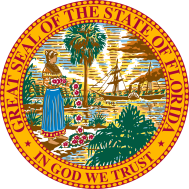 GREAT SEAL OF THE STATE OF FLORIDA
IN GOD WE TRUST